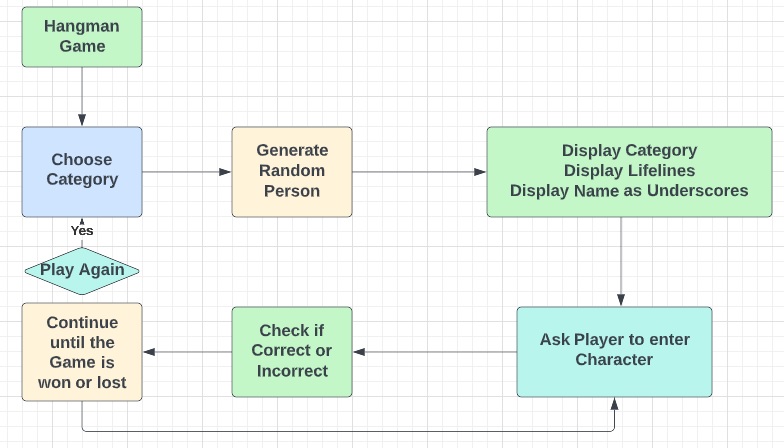 Hangman
Game
Choose
Category
Generate
Random
Person
Display Category
Display Lifelines
Display Name as Underscores
Yes
Play Again
Continue
until the
Game is
won or lost
Check if
Correct or
Incorrect
Ask Player to enter
Character